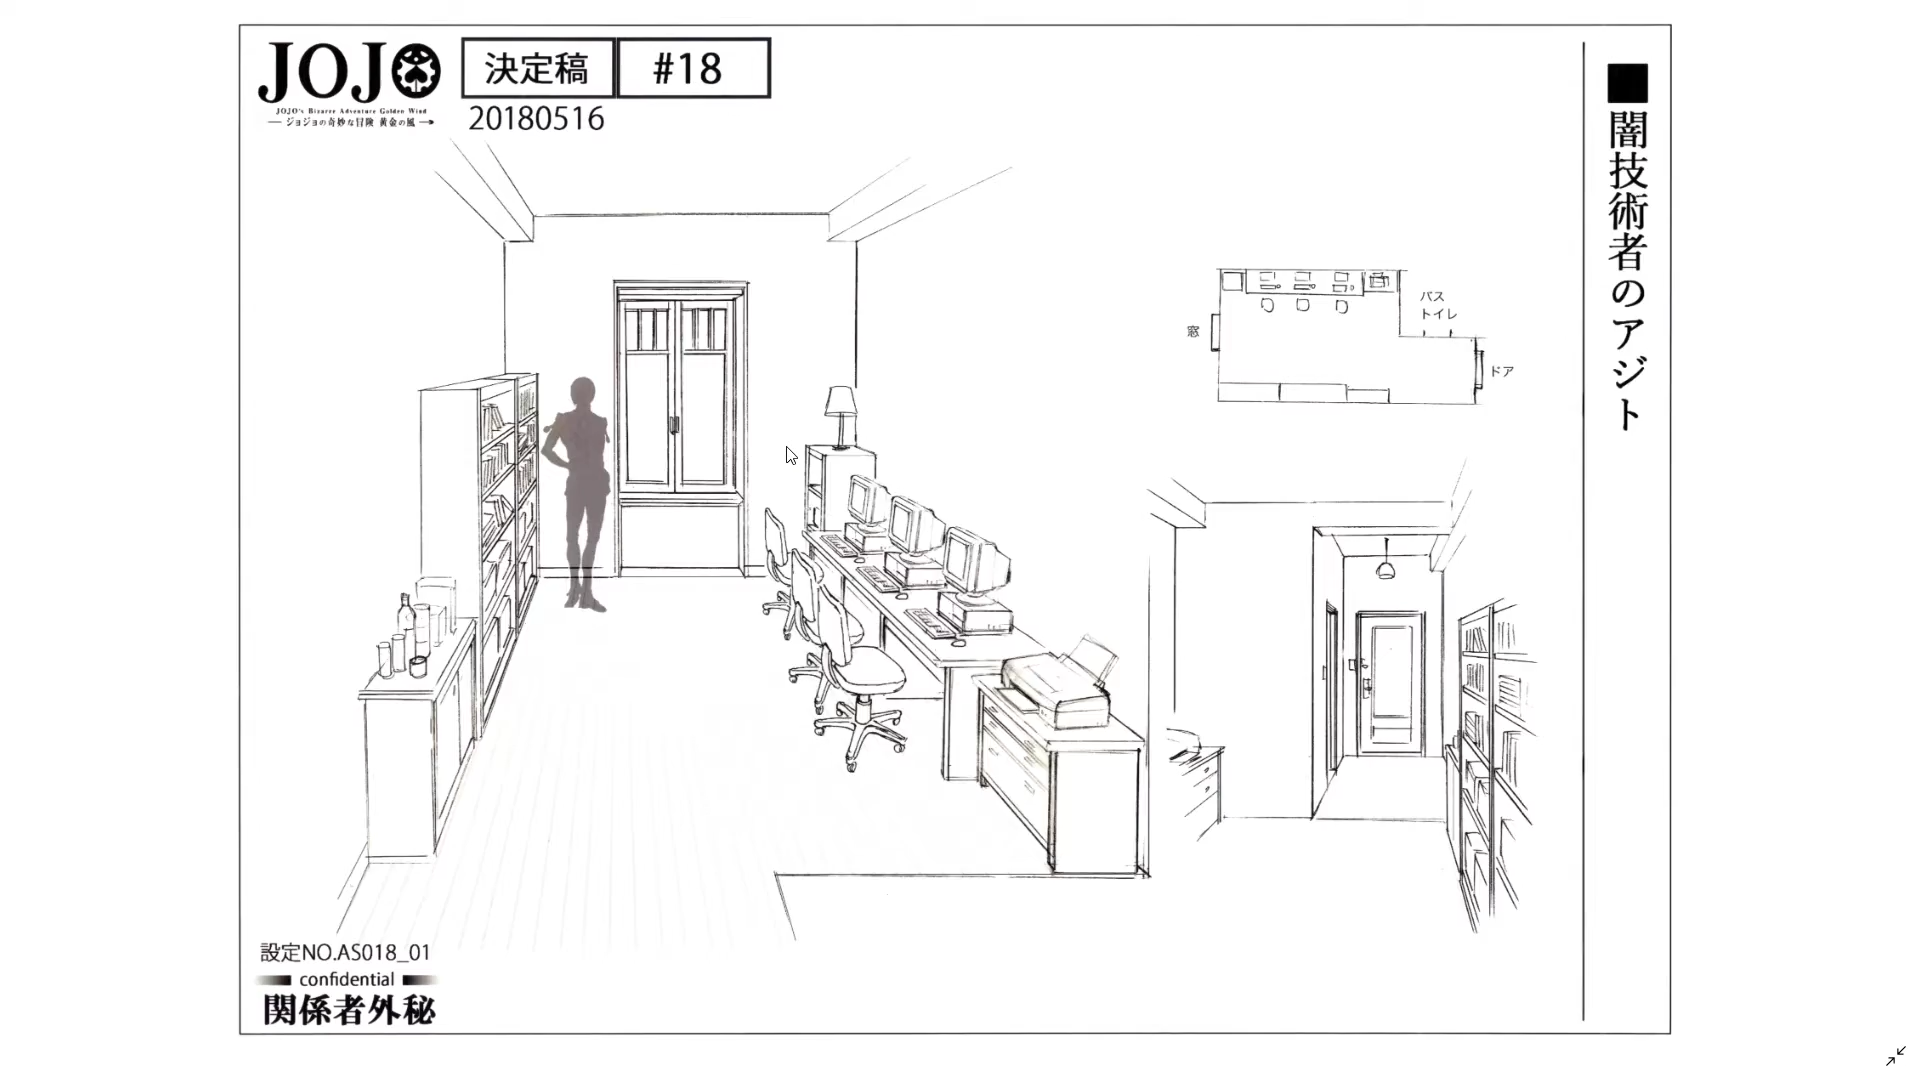 JOJO
JOJO's Bizarre Adventure Golden Wind
ジョジョの奇妙な冒険 黄金の風
決定稿
#18
20180516
■闇技術者のアジト
バス
トイレ
窓
ドア
設定NO.AS018_01
confidential
関係者外秘